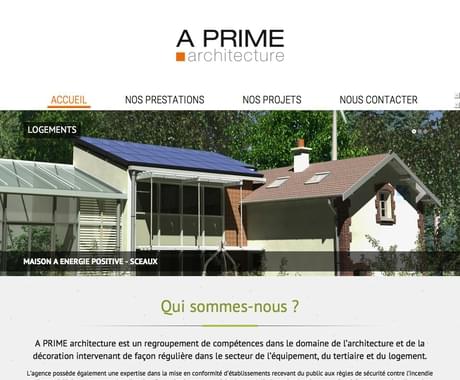 A PRIME
architecture
ACCUEIL NOS PRESTATIONS NOS PROJETS NOUS CONTACTER
LOGEMENTS
MAISON A ENERGIE POSITIVE - SCEAUX
Qui sommes-nous ?
A PRIME architecture est un regroupement de compétences dans le domaine de l'architecture et de la
décoration intervenant de façon régulière dans le secteur de l'équipement, du tertiaire et du logement.
L'agence possède également une expertise dans la mise en conformité d'établissements recevant du public aux règles de sécurité contre l'incendie